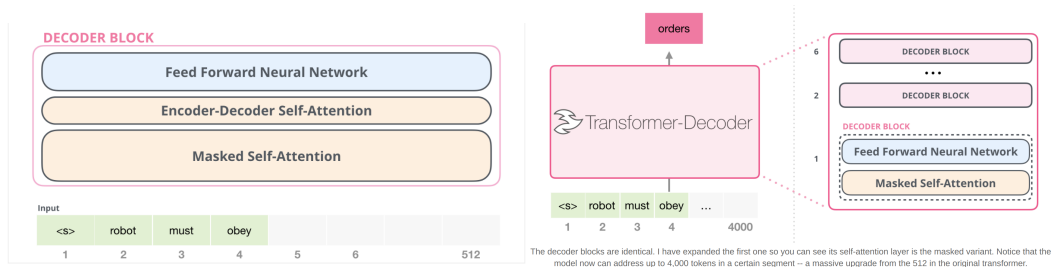 DECODER BLOCK
Feed Forward Neural Network
Encoder-Decoder Self-Attention
Masked Self-Attention
Input
<s> robot must obey
1 2 3 4 5 6 512
orders
Transformer-Decoder
<s> robot must obey ...
1 2 3 4 4000
6 DECODER BLOCK
...
2 DECODER BLOCK
DECODER BLOCK
1
Feed Forward Neural Network
Masked Self-Attention
The decoder blocks are identical. I have expanded the first one so you can see its self-attention layer is the masked variant. Notice that the
model now can address up to 4,000 tokens in a certain segment -- a massive upgrade from the 512 in the original transformer.